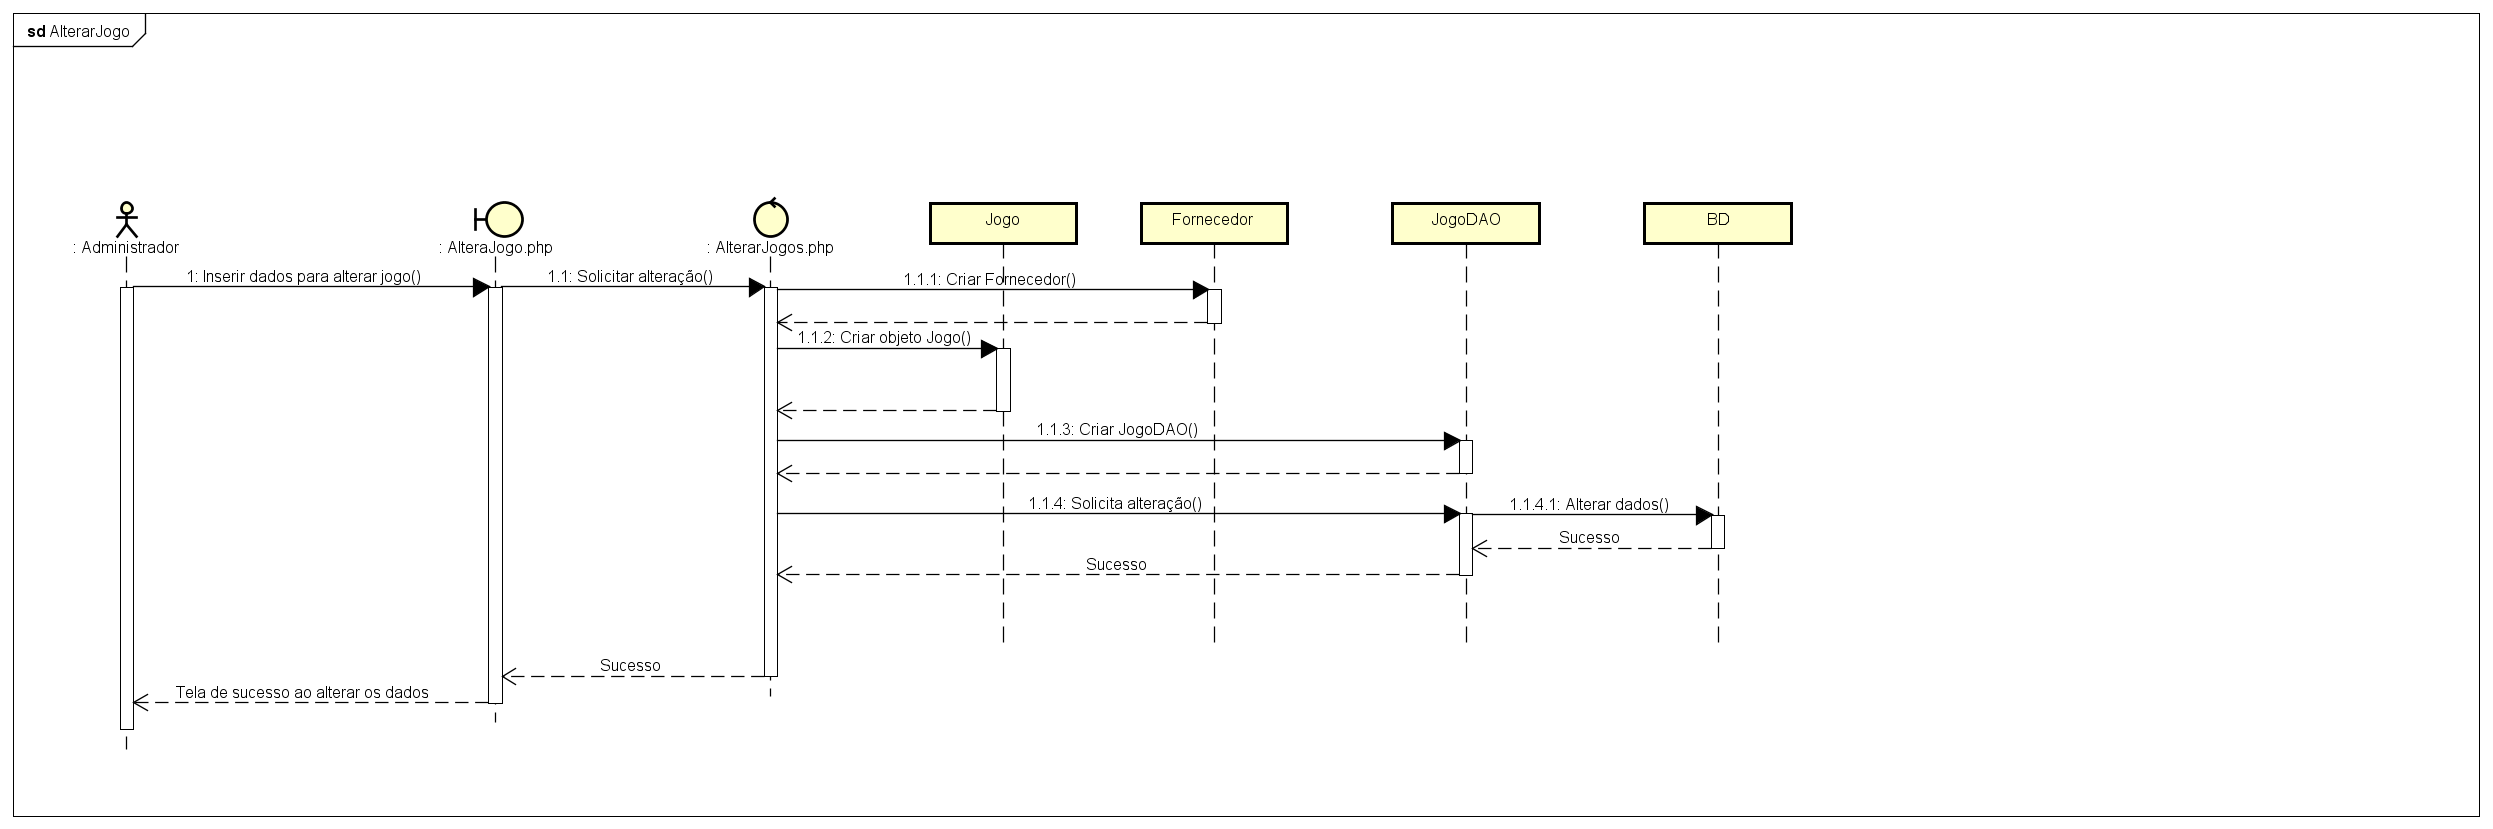 sd AlterarJogo
: Administrador
: AlteraJogo.php
: AlterarJogos.php
Jogo
Fornecedor
JogoDAO
BD
1: Inserir dados para alterar jogo()
1.1: Solicitar alteração()
1.1.1: Criar Fornecedor()
1.1.2: Criar objeto Jogo()
1.1.3: Criar JogoDAO()
1.1.4: Solicita alteração()
1.1.4.1: Alterar dados()
Sucesso
Sucesso
Sucesso
Tela de sucesso ao alterar os dados